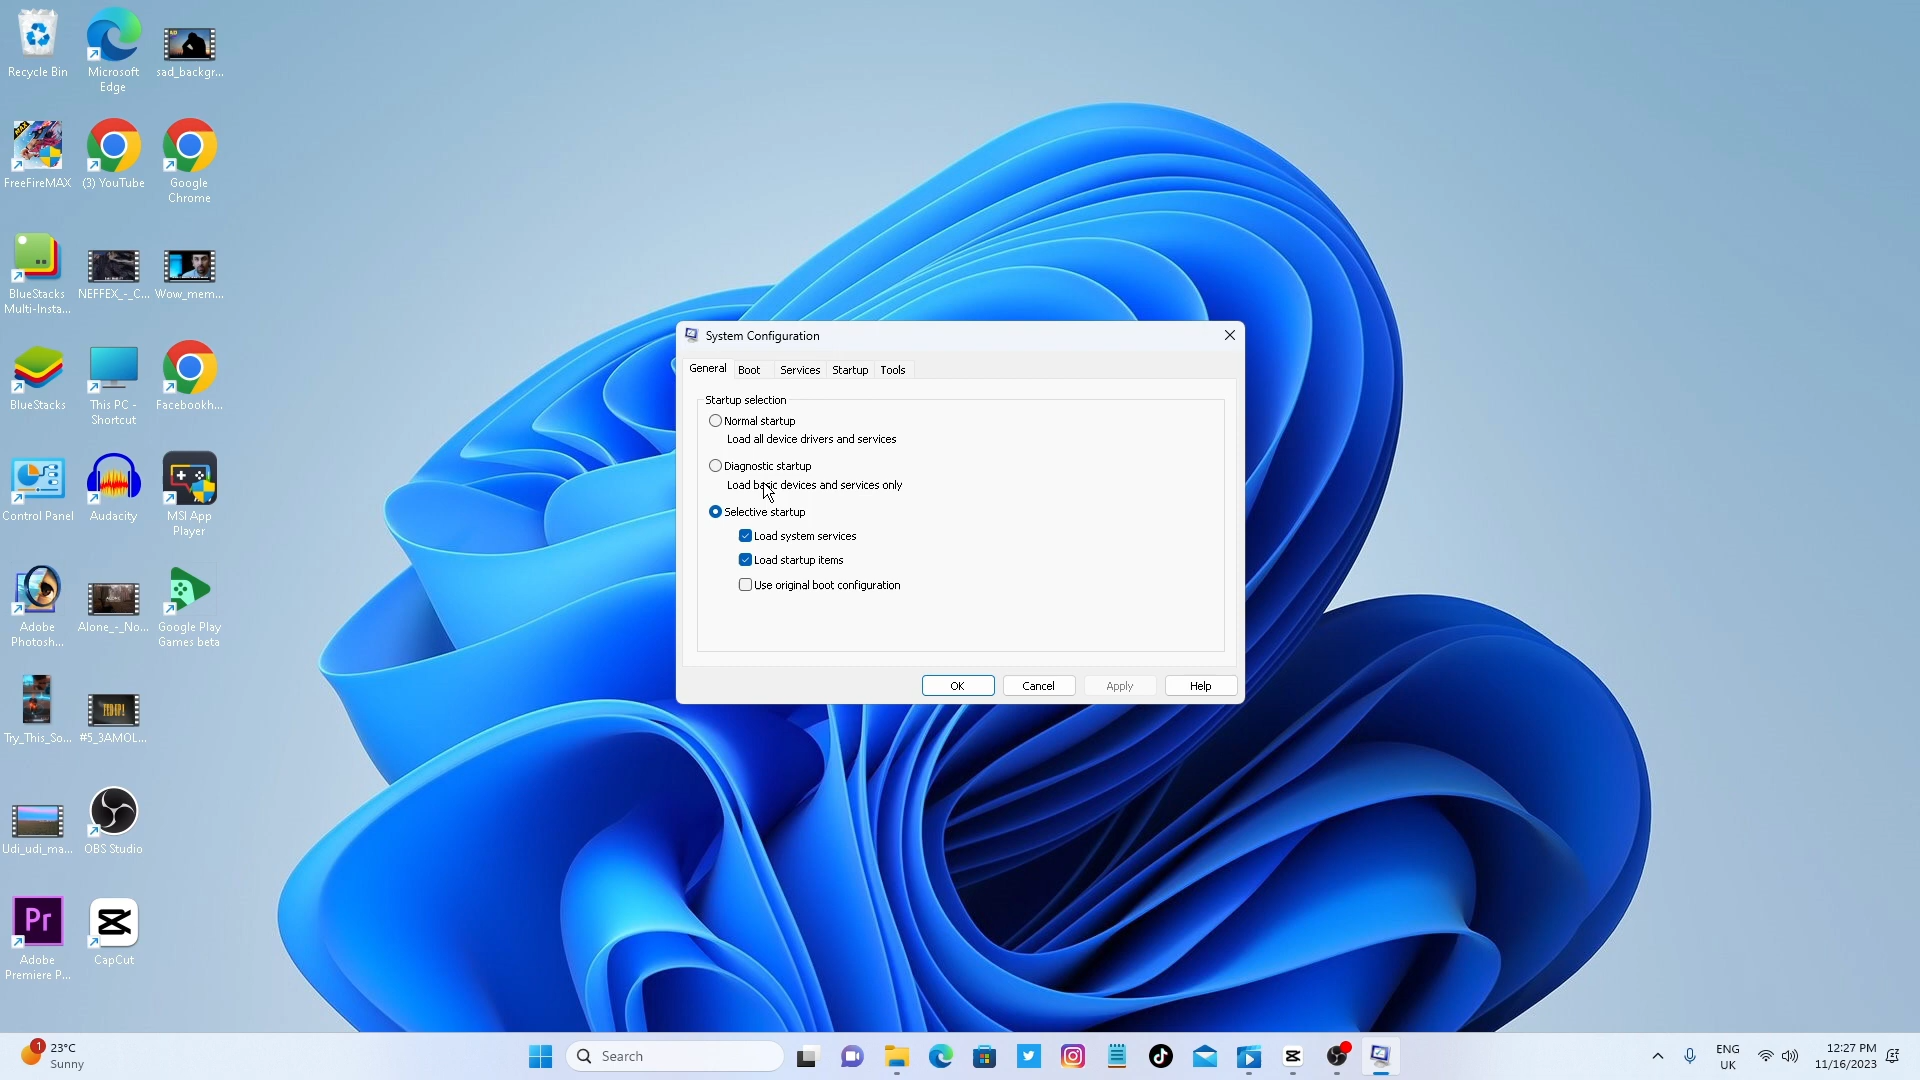 Recycle Bin
Microsoft
Edge
sad_backgr...
FreeFireMAX
(3) YouTube
Google
Chrome
BlueStacks
Multi-Insta...
NEFFEX_-_C...
Wow_mem...
BlueStacks
This PC -
Shortcut
Facebookh...
Control Panel
Audacity
MSI App
Player
Adobe
Photosh...
Alone_-_No...
Google Play
Games beta
Try_This_So...
#5_3AMOL...
Udi_udi_ma...
OBS Studio
Pr
Adobe
Premiere P...
CapCut
System Configuration
General Boot Services Startup Tools
Startup selection
Normal startup
Load all device drivers and services
Diagnostic startup
Load basic devices and services only
Selective startup
Load system services
Load startup items
Use original boot configuration
OK Cancel Apply Help
1
23°C
Sunny
Search
ENG
UK
12:27 PM
11/16/2023